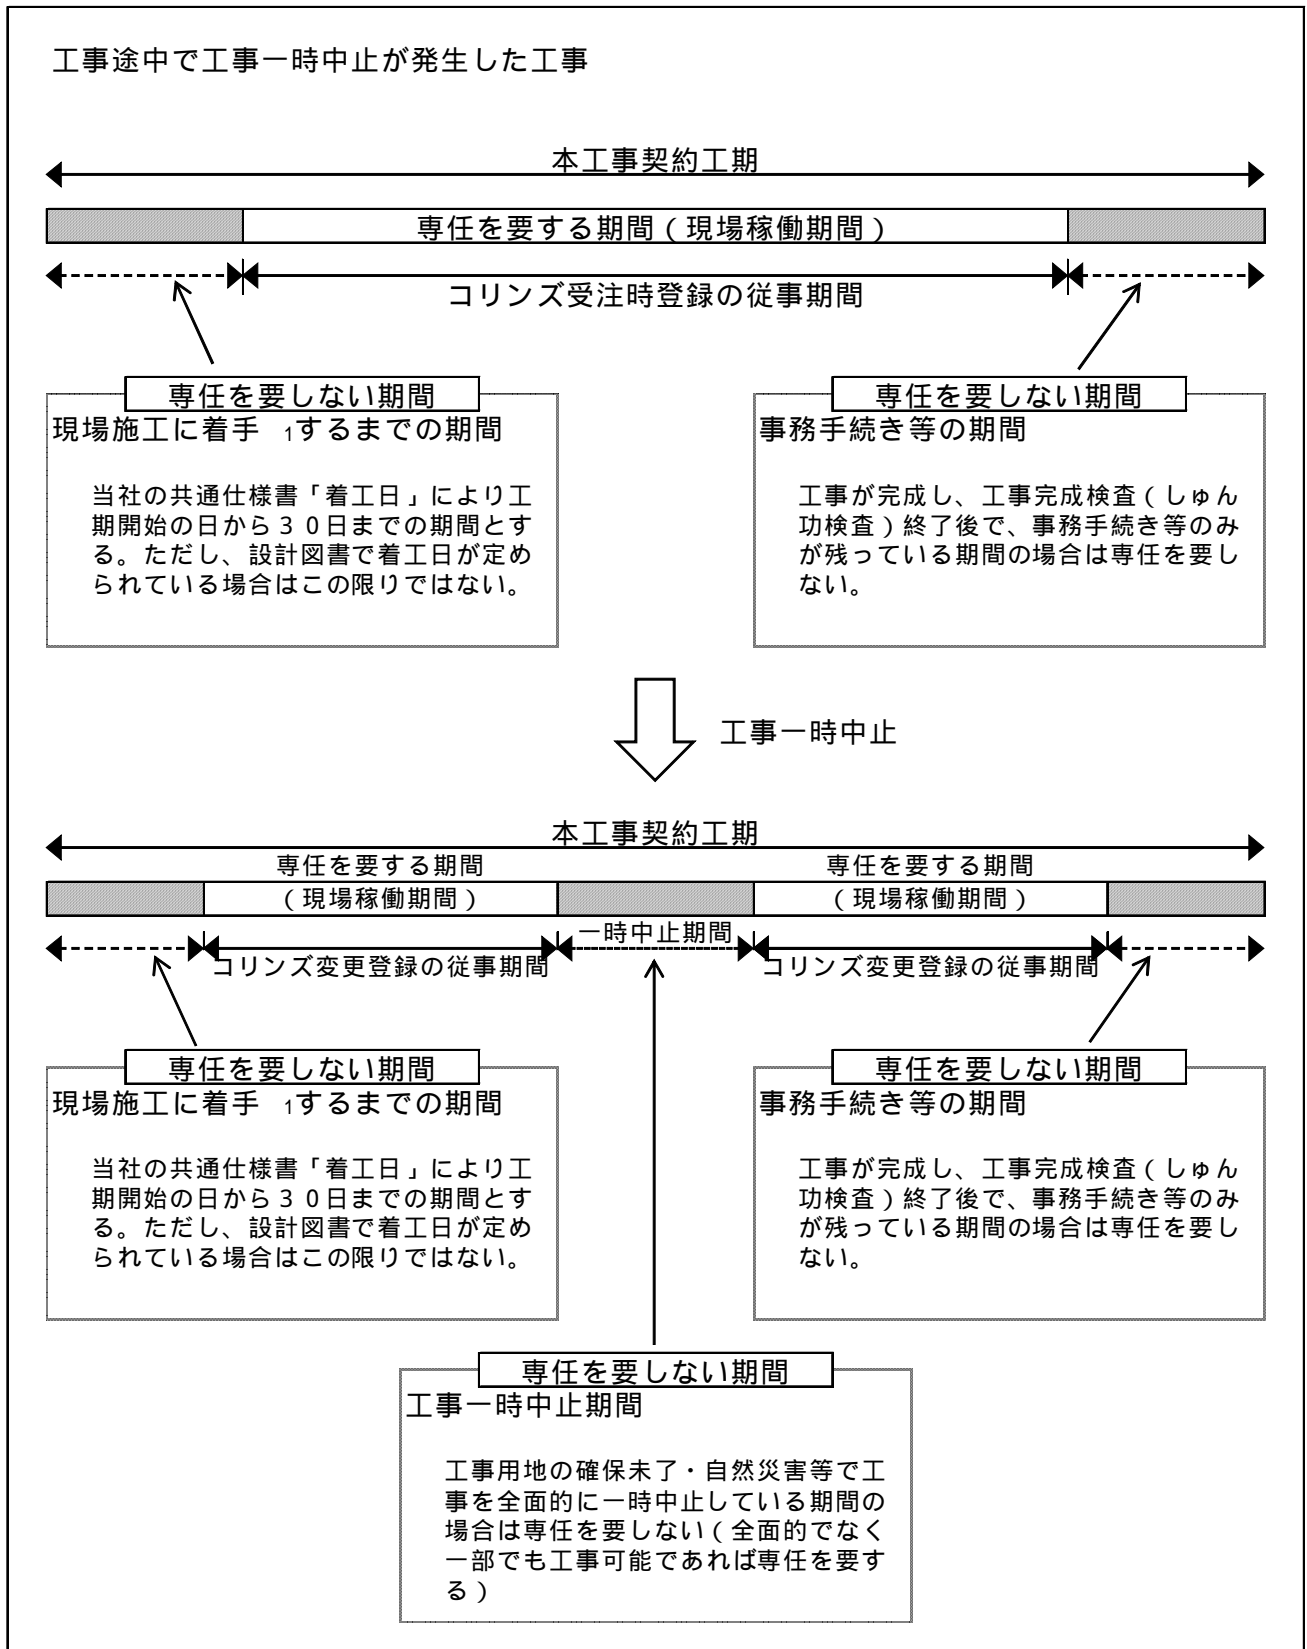 工事途中で工事一時中止が発生した工事
本工事契約工期
専任を要する期間(現場稼働期間)
コリンズ受注時登録の従事期間
専任を要しない期間
現場施工に着手 1するまでの期間
当社の共通仕様書「着工日」により工
期開始の日から30日までの期間とす
る。ただし、設計図書で着工日が定め
られている場合はこの限りではない。
専任を要しない期間
事務手続き等の期間
工事が完成し、工事完成検査(しゅん
功検査)終了後で、事務手続き等のみ
が残っている期間の場合は専任を要し
ない。
工事一時中止
本工事契約工期
専任を要する期間
(現場稼働期間)
専任を要する期間
(現場稼働期間)
一時中止期間
コリンズ変更登録の従事期間
コリンズ変更登録の従事期間
専任を要しない期間
現場施工に着手 1するまでの期間
当社の共通仕様書「着工日」により工
期開始の日から30日までの期間とす
る。ただし、設計図書で着工日が定め
られている場合はこの限りではない。
専任を要しない期間
事務手続き等の期間
工事が完成し、工事完成検査(しゅん
功検査)終了後で、事務手続き等のみ
が残っている期間の場合は専任を要し
ない。
専任を要しない期間
工事一時中止期間
工事用地の確保未了・自然災害等で工
事を全面的に一時中止している期間の
場合は専任を要しない(全面的でなく
一部でも工事可能であれば専任を要す
る)